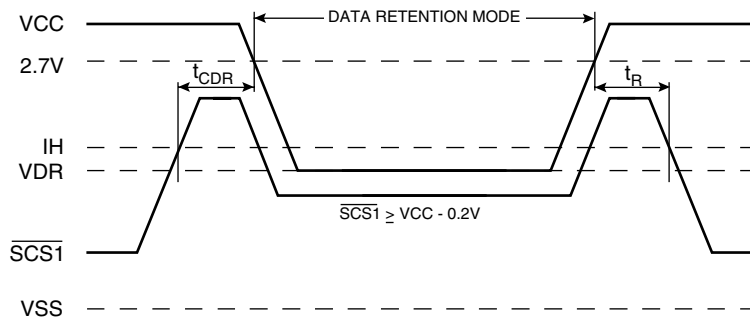 DATA RETENTION MODE
VCC
2.7V
tCDR
tR
IH
VDR
SCS1 ≥ VCC - 0.2V
SCS1
VSS